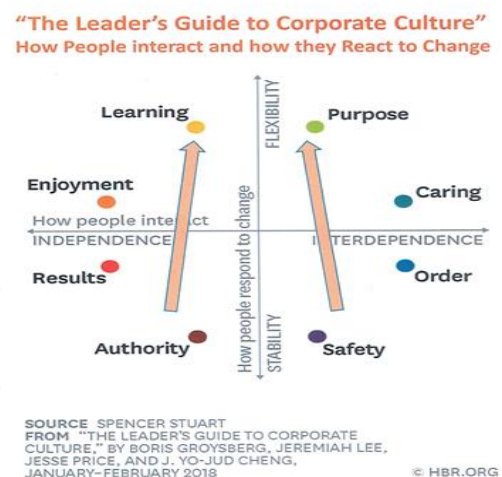 “The Leader’s Guide to Corporate Culture”
How People interact and how they React to Change
Learning
Purpose
FLEXIBILITY
Enjoyment
Caring
How people interact
INDEPENDENCE
INTERDEPENDENCE
How people respond to change
Results
Order
STABILITY
Authority
Safety
SOURCE SPENCER STUART
FROM “THE LEADER’S GUIDE TO CORPORATE
CULTURE,” BY BORIS GROYSBERG, JEREMIAH LEE,
JESSE PRICE, AND J. YO-JUD CHENG,
JANUARY–FEBRUARY 2018
© HBR.ORG